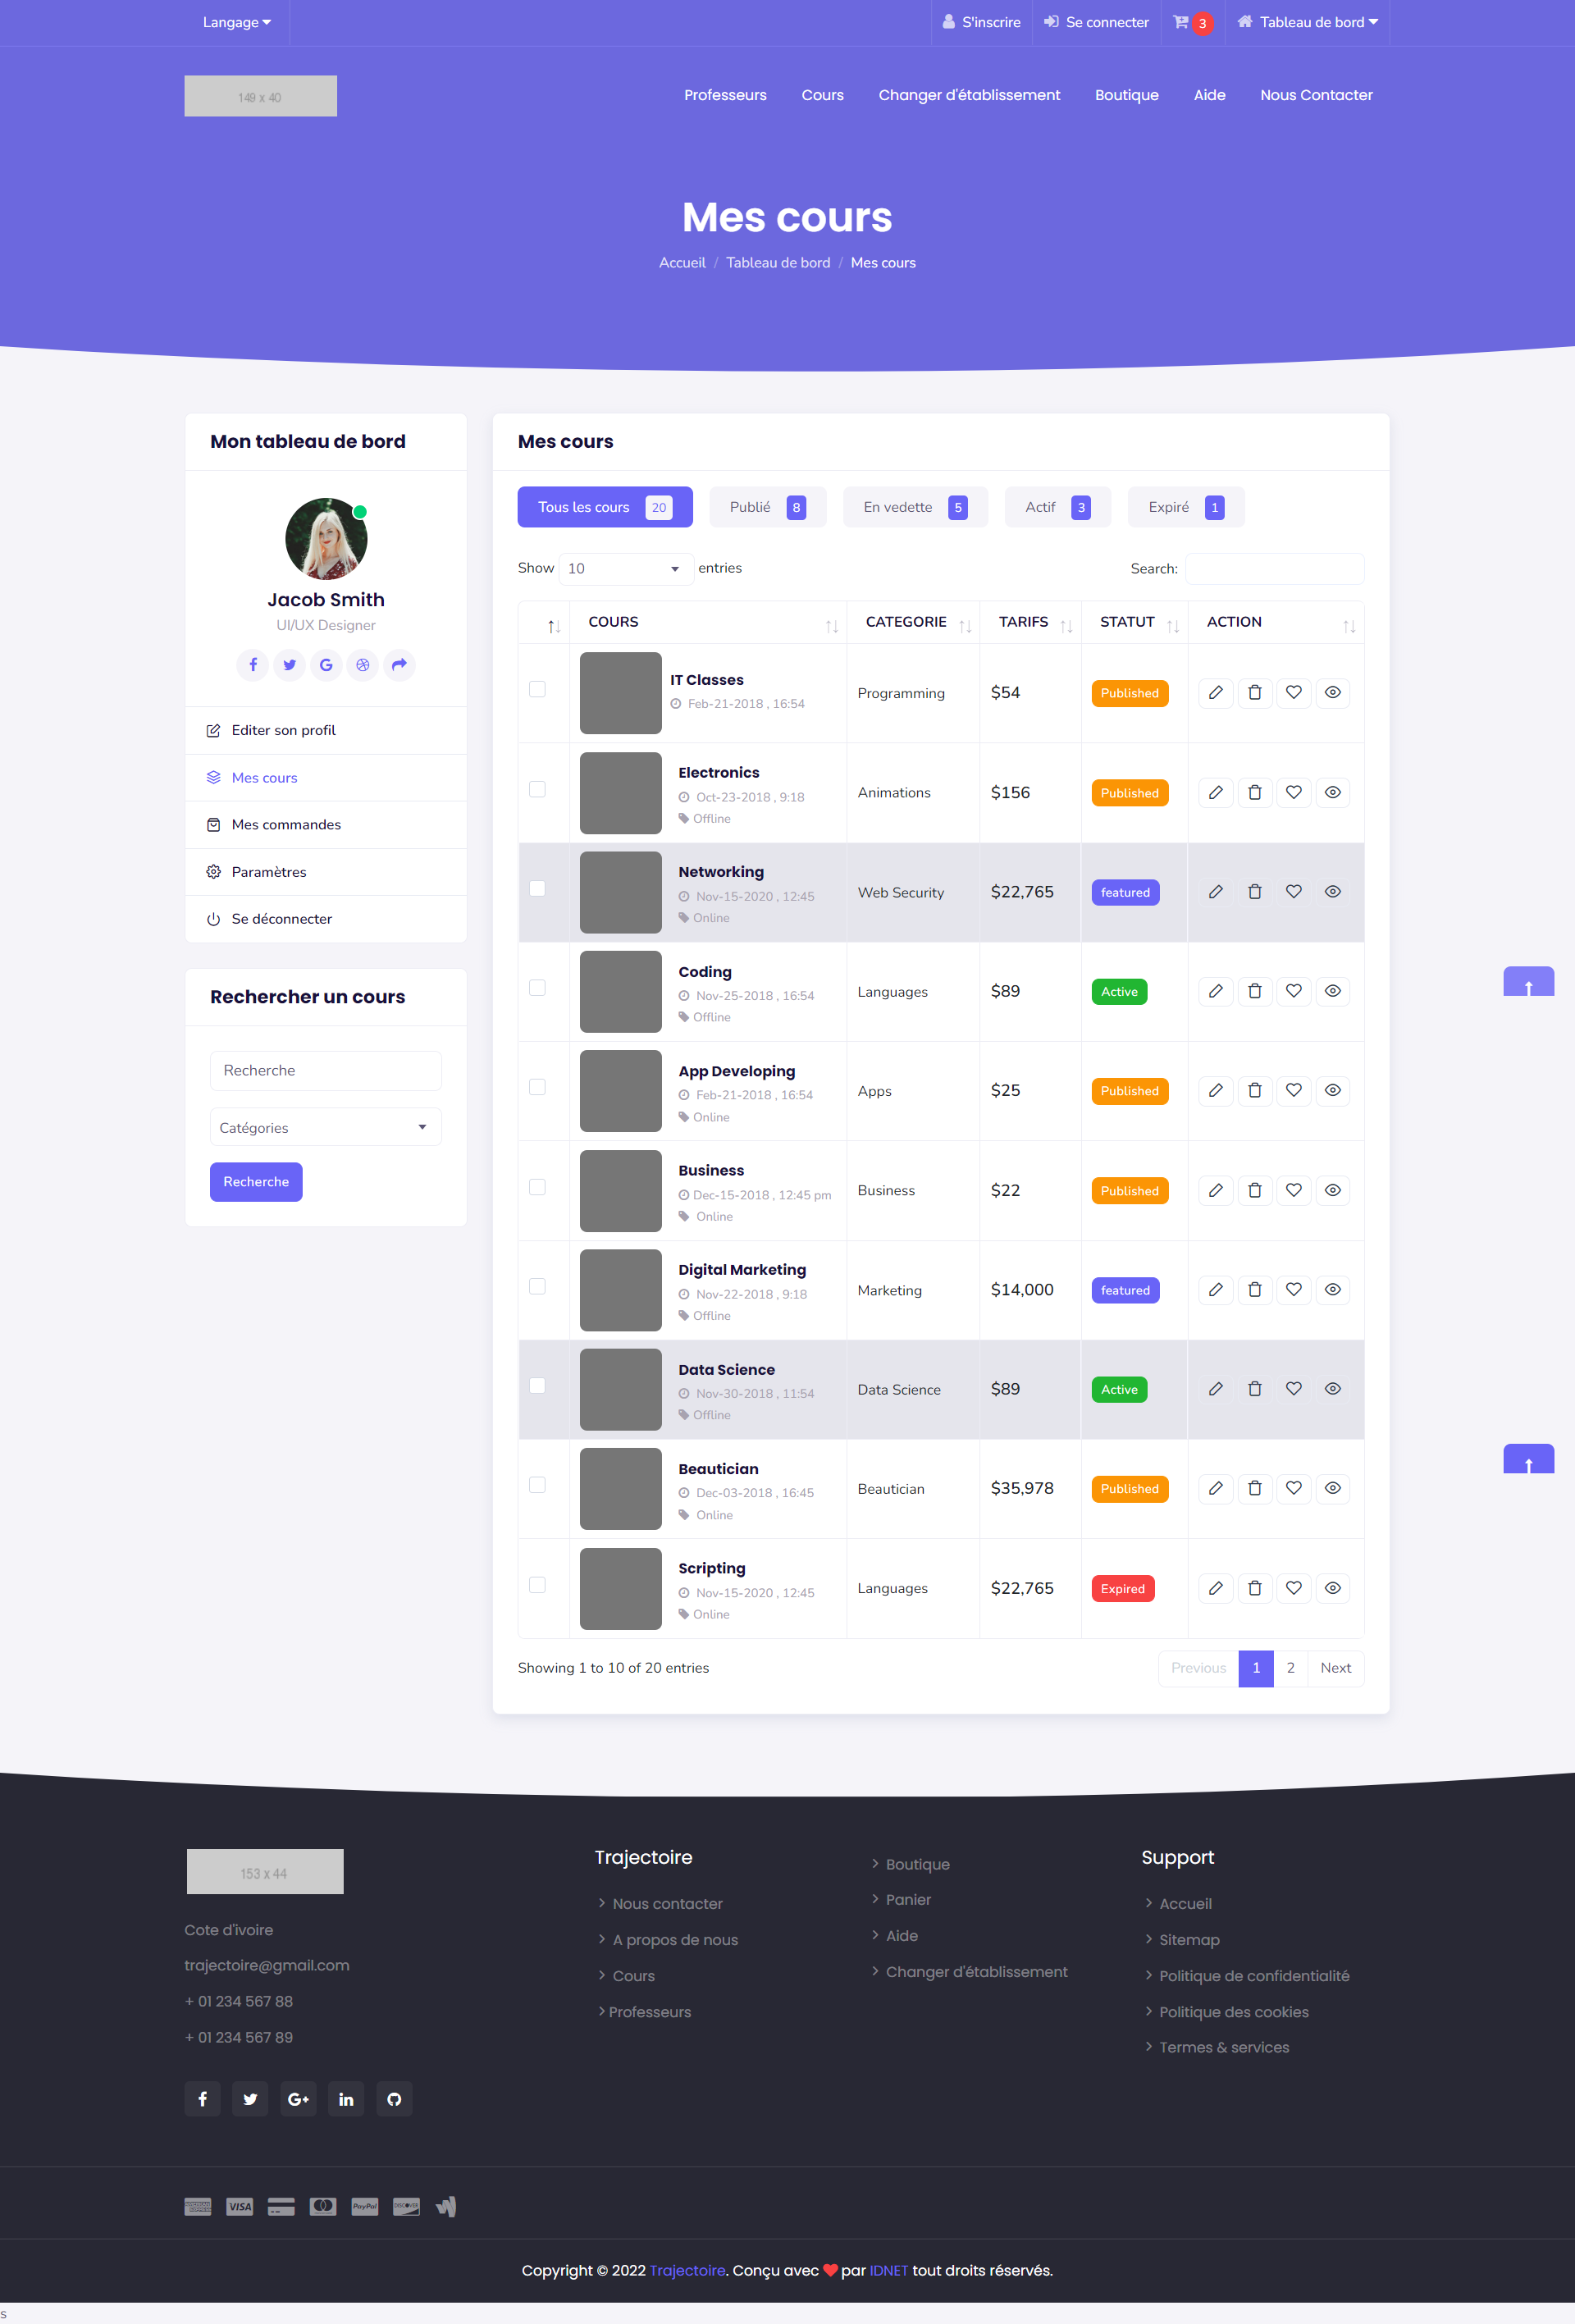 Langage
S'inscrire
Se connecter
3
Tableau de bord
149 x 40
Professeurs
Cours
Changer d'établissement
Boutique
Aide
Nous Contacter
Mes cours
Accueil / Tableau de bord / Mes cours
Mon tableau de bord
Jacob Smith
UI/UX Designer
Editer son profil
Mes cours
Mes commandes
Paramètres
Se déconnecter
Rechercher un cours
Recherche
Catégories
Recherche
Mes cours
Tous les cours 20
Publié 8
En vedette 5
Actif 3
Expiré 1
Show 10 entries
Search:
COURS CATEGORIE TARIFS STATUT ACTION
IT Classes
Feb-21-2018 , 16:54
Programming
$54
Published
Electronics
Oct-23-2018 , 9:18
Offline
Animations
$156
Published
Networking
Nov-15-2020 , 12:45
Online
Web Security
$22,765
featured
Coding
Nov-25-2018 , 16:54
Offline
Languages
$89
Active
App Developing
Feb-21-2018 , 16:54
Online
Apps
$25
Published
Business
Dec-15-2018 , 12:45 pm
Online
Business
$22
Published
Digital Marketing
Nov-22-2018 , 9:18
Offline
Marketing
$14,000
featured
Data Science
Nov-30-2018 , 11:54
Offline
Data Science
$89
Active
Beautician
Dec-03-2018 , 16:45
Online
Beautician
$35,978
Published
Scripting
Nov-15-2020 , 12:45
Online
Languages
$22,765
Expired
Showing 1 to 10 of 20 entries
Previous 1 2 Next
153 x 44
Cote d'ivoire
trajectoire@gmail.com
+ 01 234 567 88
+ 01 234 567 89
Trajectoire
Nous contacter
A propos de nous
Cours
Professeurs
Boutique
Panier
Aide
Changer d'établissement
Support
Accueil
Sitemap
Politique de confidentialité
Politique des cookies
Termes & services
VISA
PayPal
DISCOVER
Copyright © 2022 Trajectoire. Conçu avec ❤ par IDNET tout droits réservés.
s